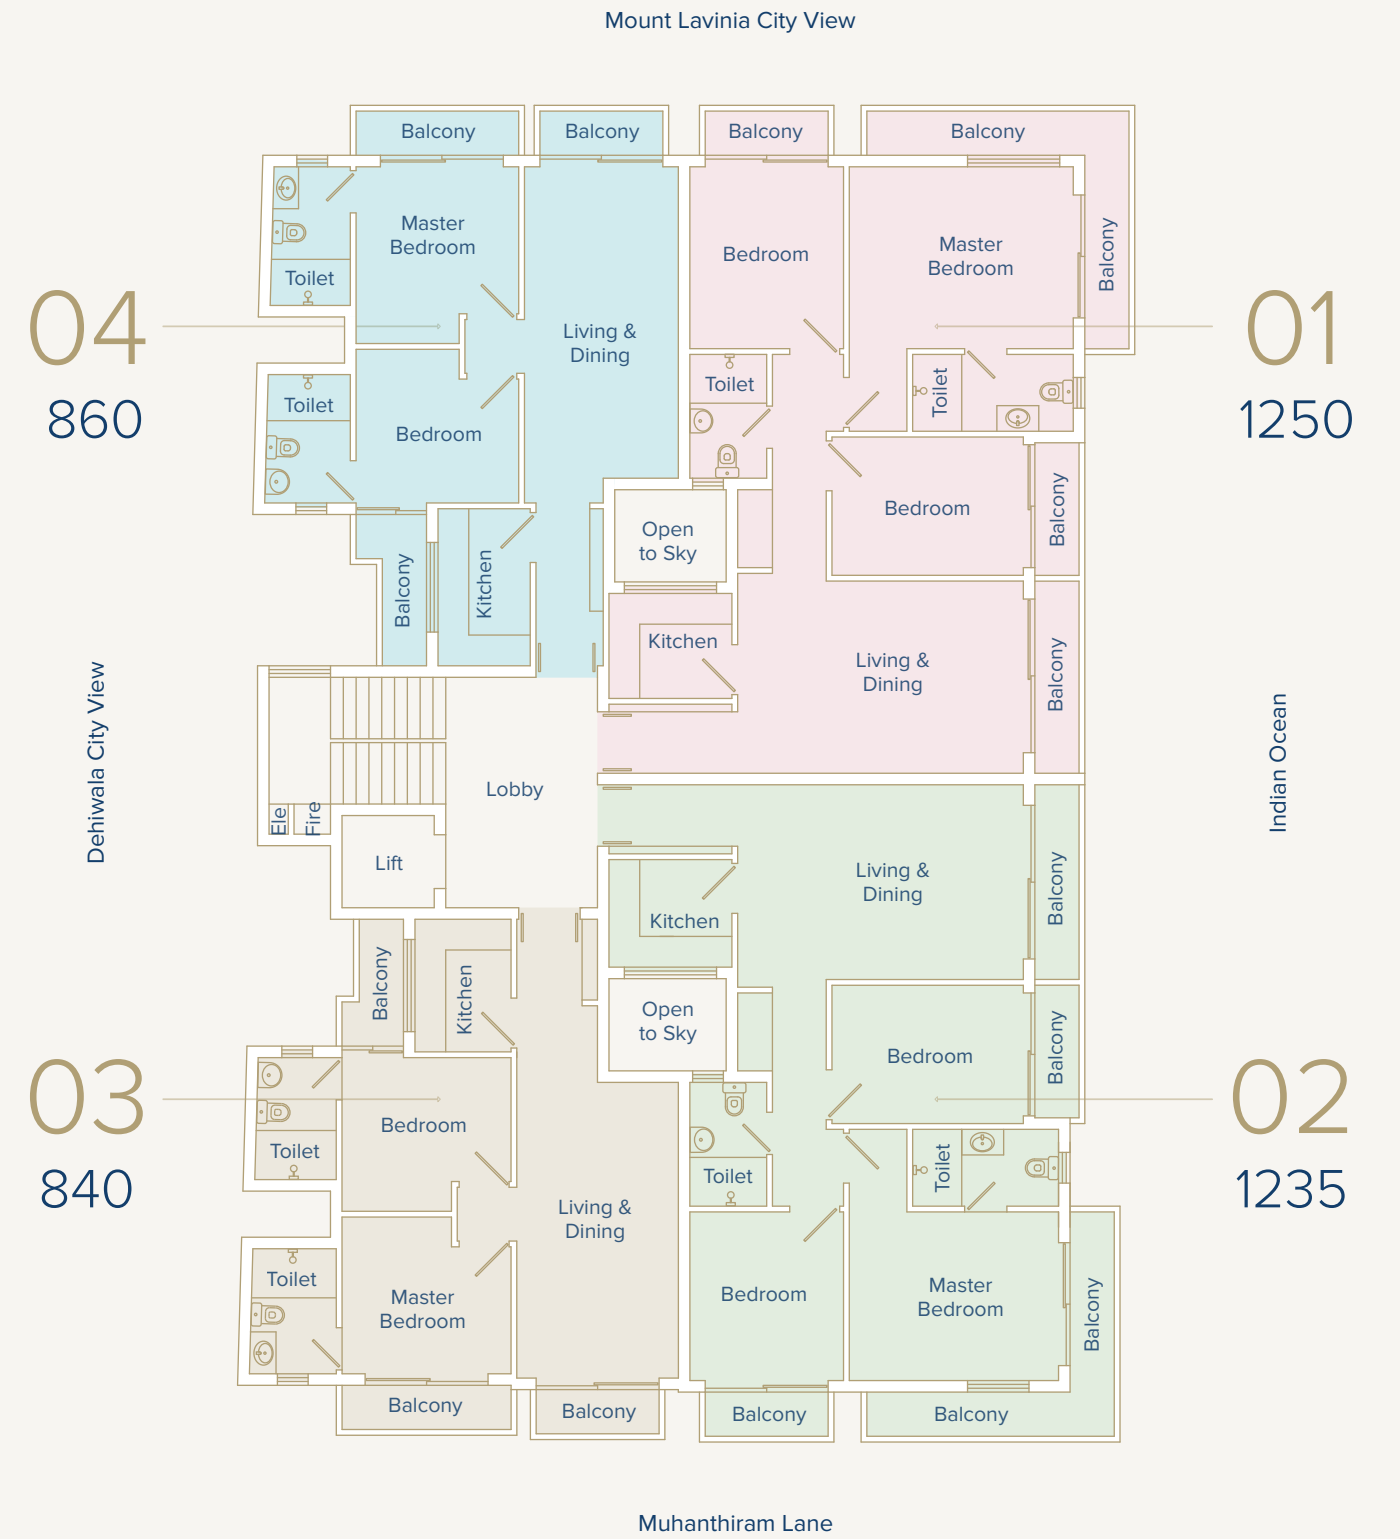 Mount Lavinia City View
Balcony
Balcony
Balcony
Balcony
Master
Bedroom
Toilet
Living &
Dining
Bedroom
Master
Bedroom
Balcony
04
860
01
1250
Toilet
Bedroom
Toilet
Toilet
Balcony
Kitchen
Open
to Sky
Bedroom
Balcony
Kitchen
Living &
Dining
Balcony
Dehiwala City View
Indian Ocean
Lobby
Ele
Fire
Lift
Living &
Dining
Balcony
Kitchen
Balcony
Kitchen
Open
to Sky
Bedroom
Balcony
03
840
02
1235
Bedroom
Toilet
Toilet
Toilet
Living &
Dining
Toilet
Master
Bedroom
Bedroom
Master
Bedroom
Balcony
Balcony
Balcony
Balcony
Balcony
Muhanthiram Lane